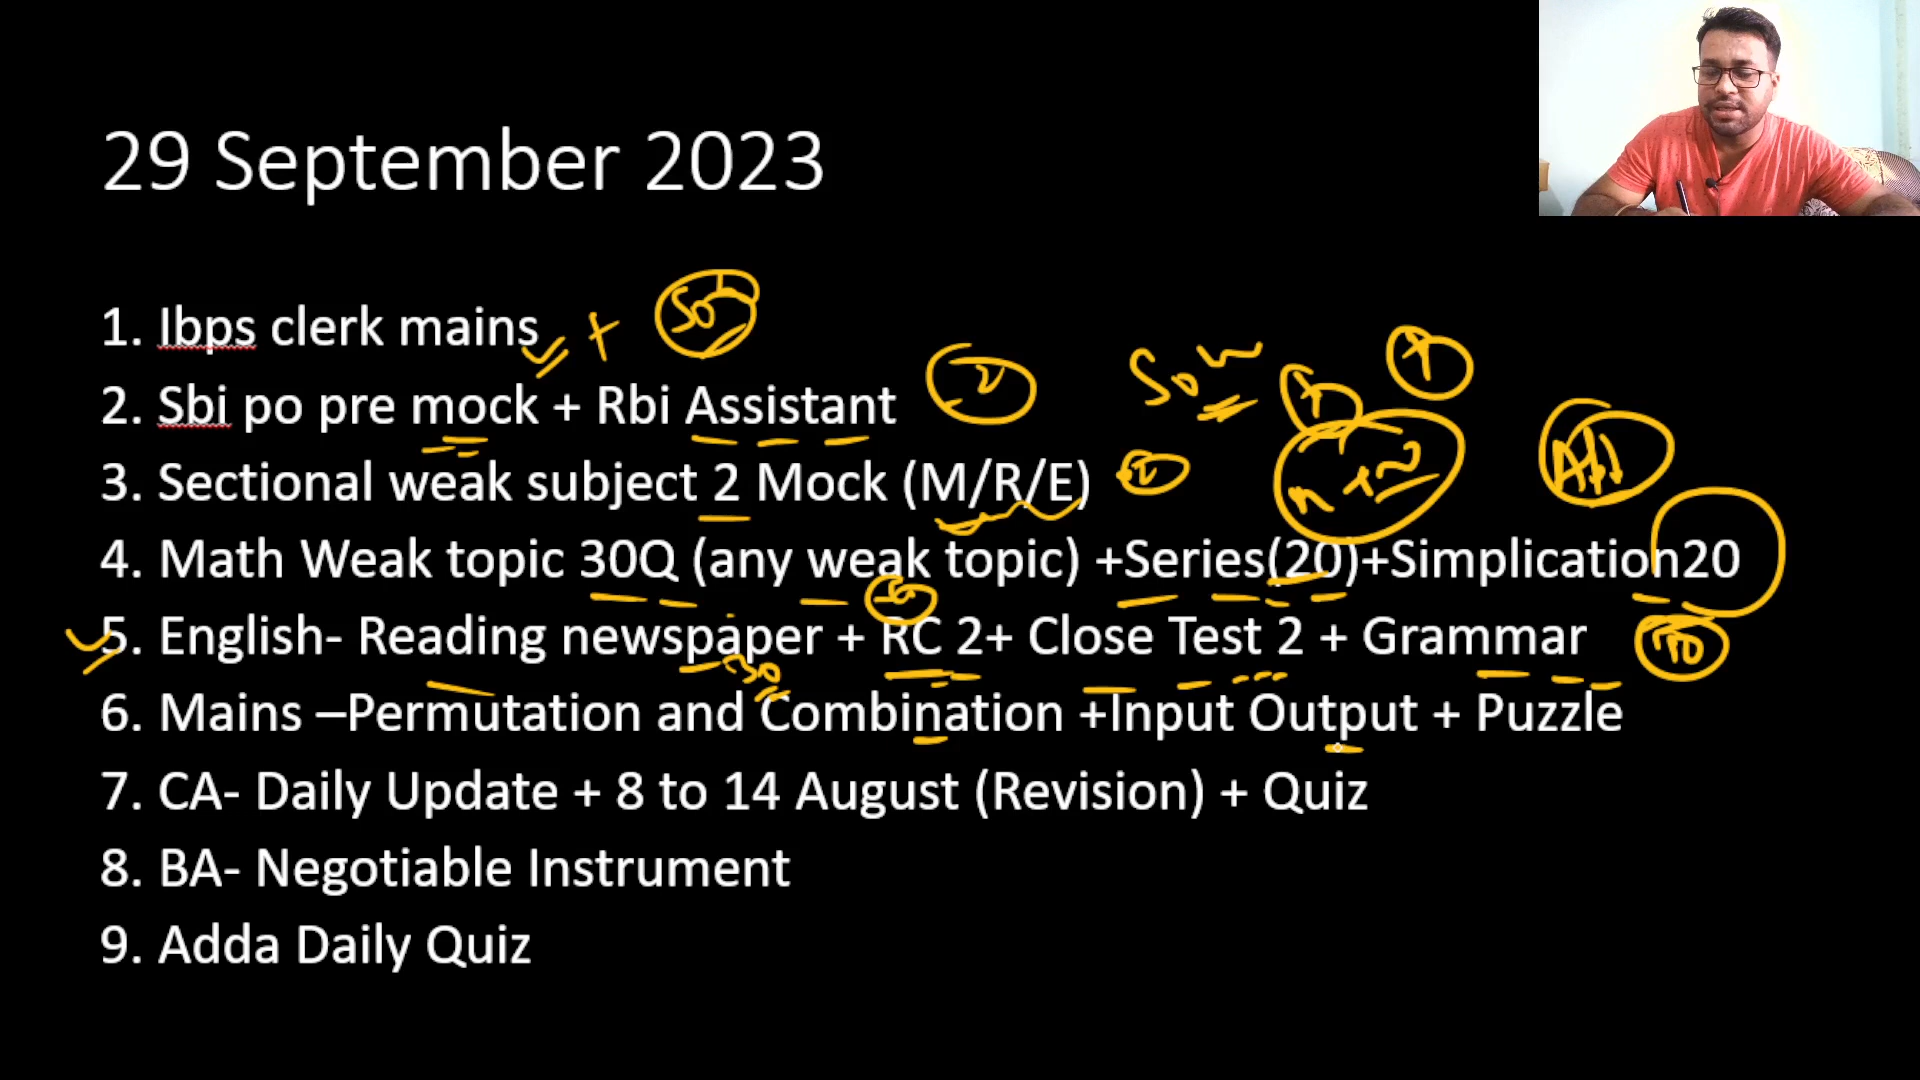 29 September 2023
1. Ibps clerk mains + 50
2. Sbi po pre mock + Rbi Assistant 2
3. Sectional weak subject 2 Mock (M/R/E)
4. Math Weak topic 30Q (any weak topic) +Series(20)+Simplication20
5. English- Reading newspaper + RC 2+ Close Test 2 + Grammar
6. Mains –Permutation and Combination +Input Output + Puzzle
7. CA- Daily Update + 8 to 14 August (Revision) + Quiz
8. BA- Negotiable Instrument
9. Adda Daily Quiz